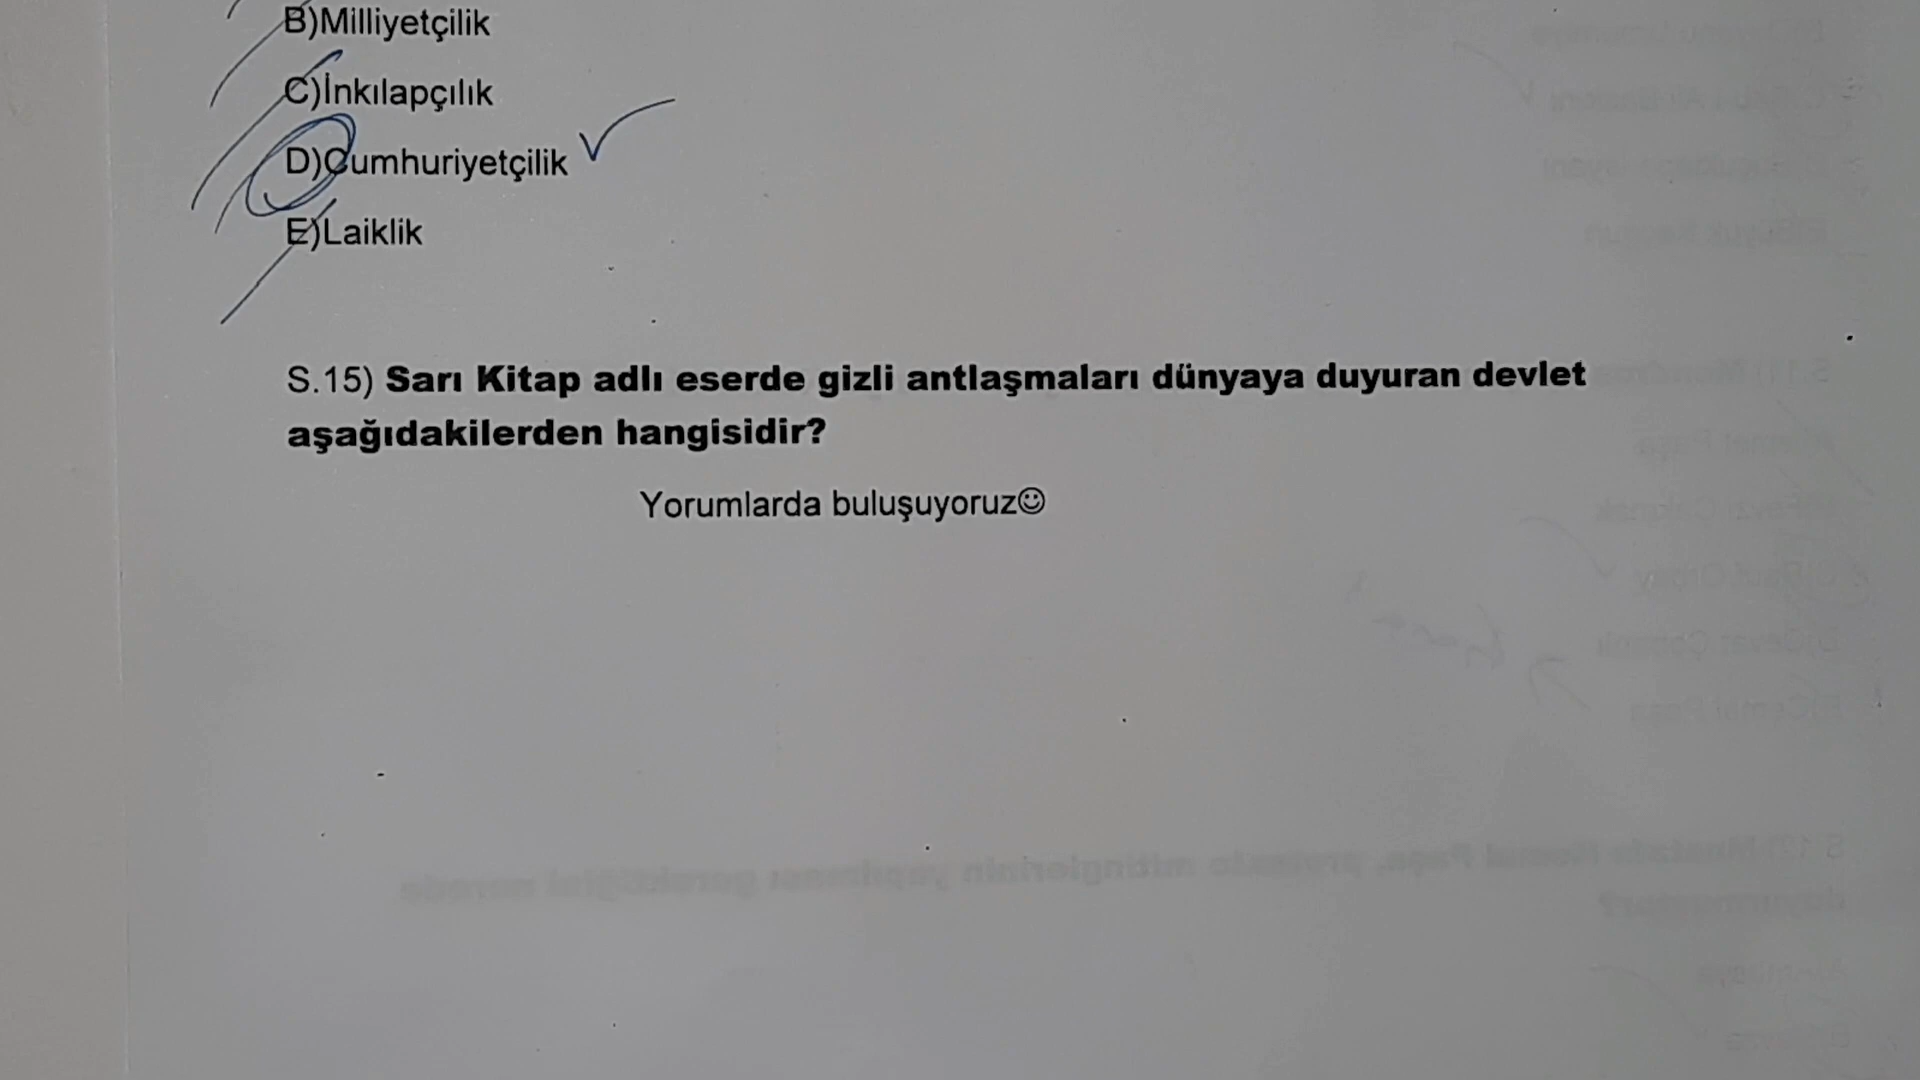 B)Milliyetçilik
C)İnkılapçılık
D)Cumhuriyetçilik
E)Laiklik
S.15) Sarı Kitap adlı eserde gizli antlaşmaları dünyaya duyuran devlet
aşağıdakilerden hangisidir?
Yorumlarda buluşuyoruz☺